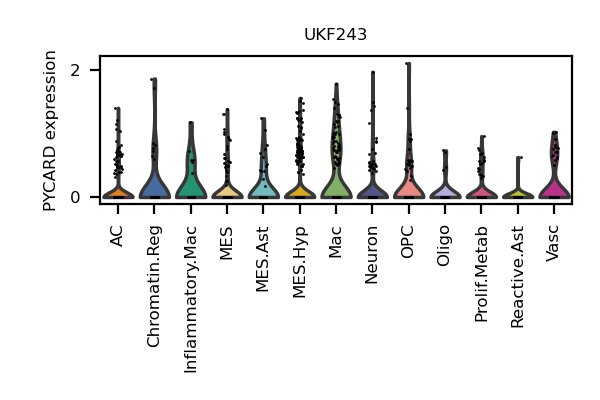 UKF243
PYCARD expression
2
0
AC
Chromatin.Reg
Inflammatory.Mac
MES
MES.Ast
MES.Hyp
Mac
Neuron
OPC
Oligo
Prolif.Metab
Reactive.Ast
Vasc